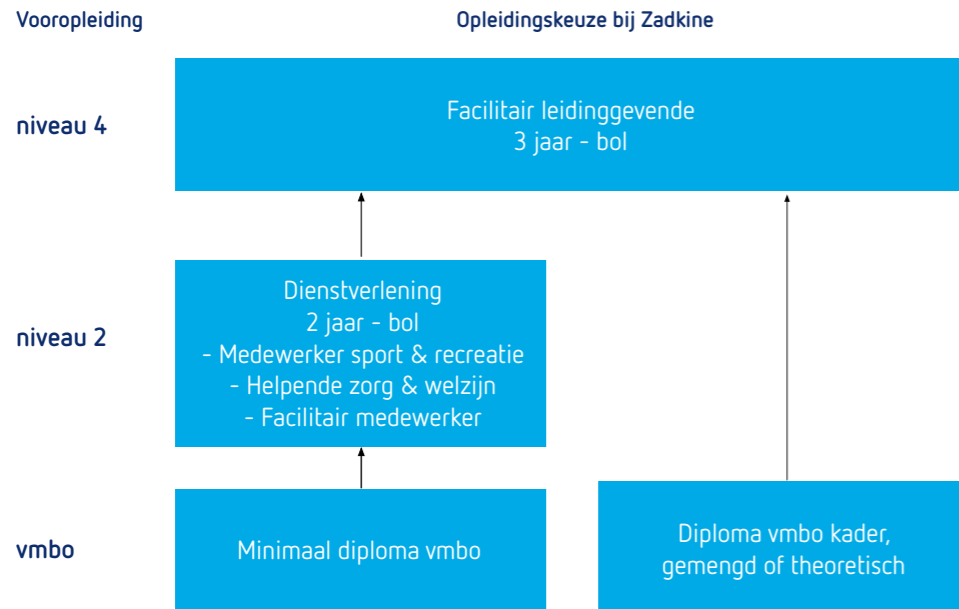 Vooropleiding
Opleidingskeuze bij Zadkine
niveau 4
Facilitair leidinggevende
3 jaar - bol
niveau 2
Dienstverlening
2 jaar - bol
- Medewerker sport & recreatie
- Helpende zorg & welzijn
- Facilitair medewerker
vmbo
Minimaal diploma vmbo
Diploma vmbo kader,
gemengd of theoretisch